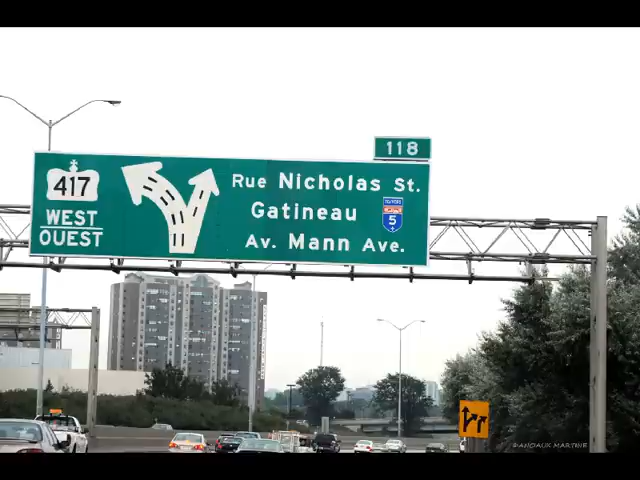 118
417
WEST
OUEST
Rue Nicholas St.
Gatineau
5
Av. Mann Ave.